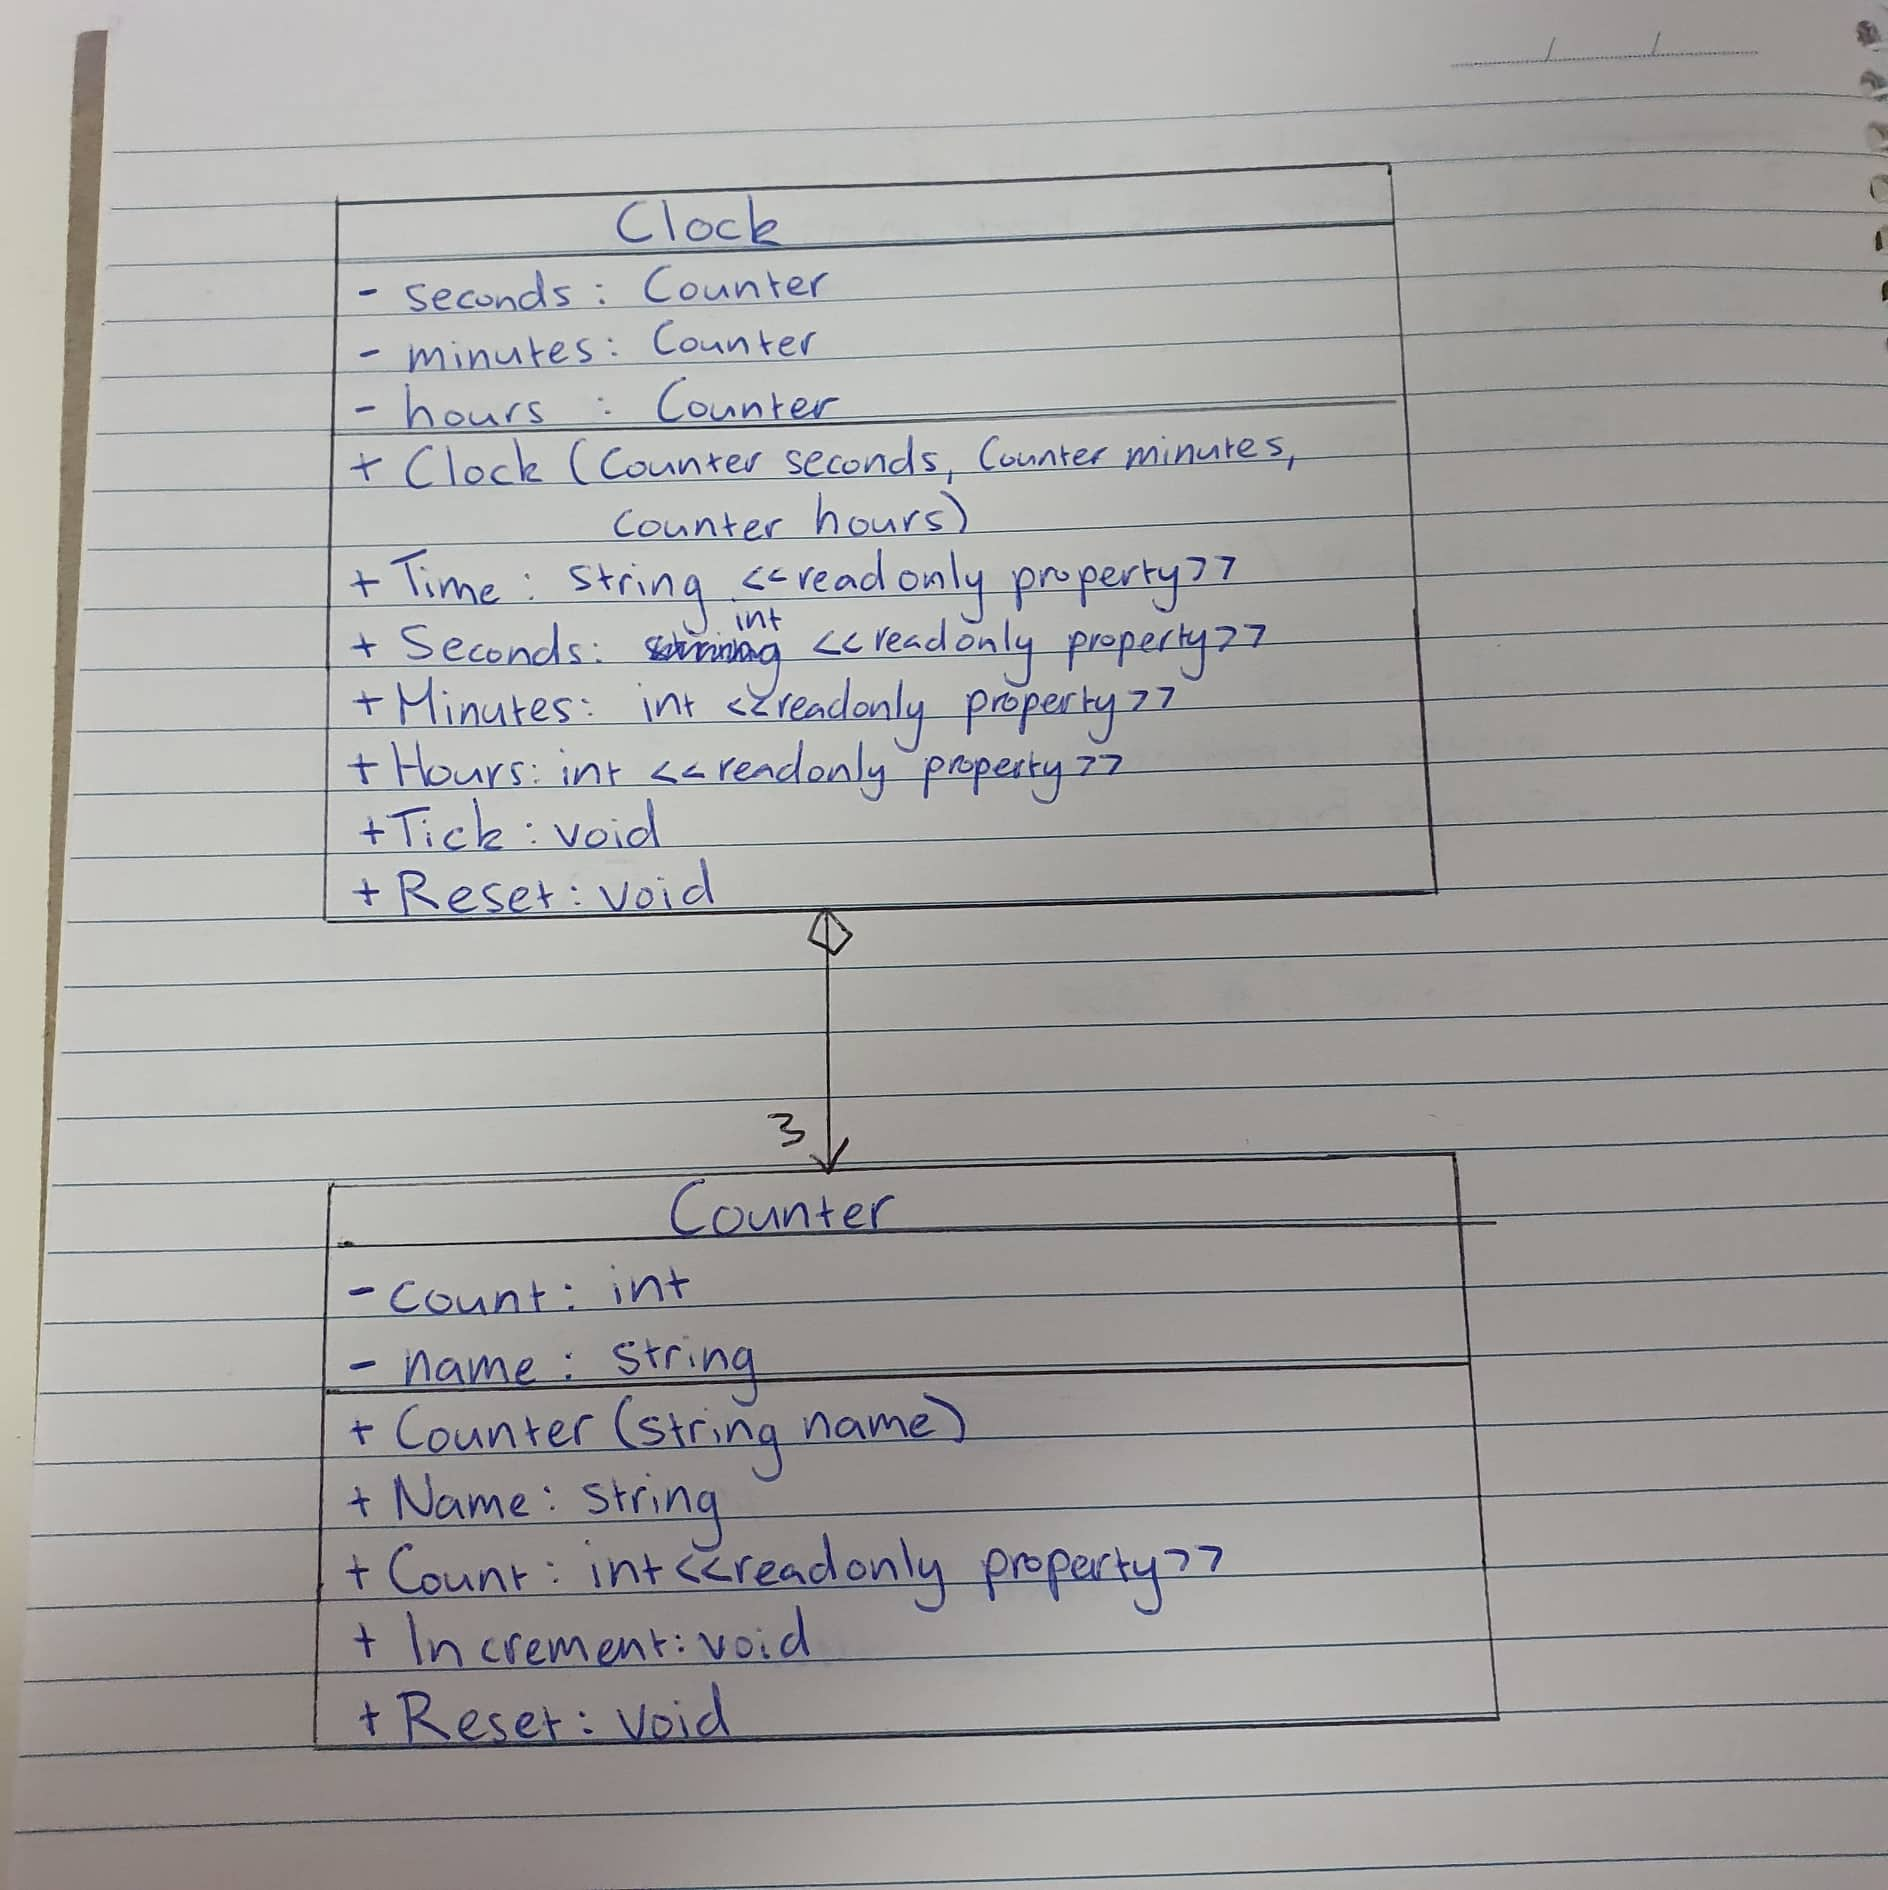 Clock
- seconds: Counter
- minutes: Counter
- hours : Counter
+ Clock (Counter seconds, Counter minutes,
Counter hours)
+ Time: string <<readonly property>>
int
+ Seconds: <<readonly property>>
+ Minutes: int <<readonly property>>
+ Hours: int <<readonly property>>
+ Tick: void
+ Reset: void
3
Counter
- count: int
- name: string
+ Counter (string name)
+ Name: string
+ Count: int <<readonly property>>
+ Increment: void
+ Reset: void